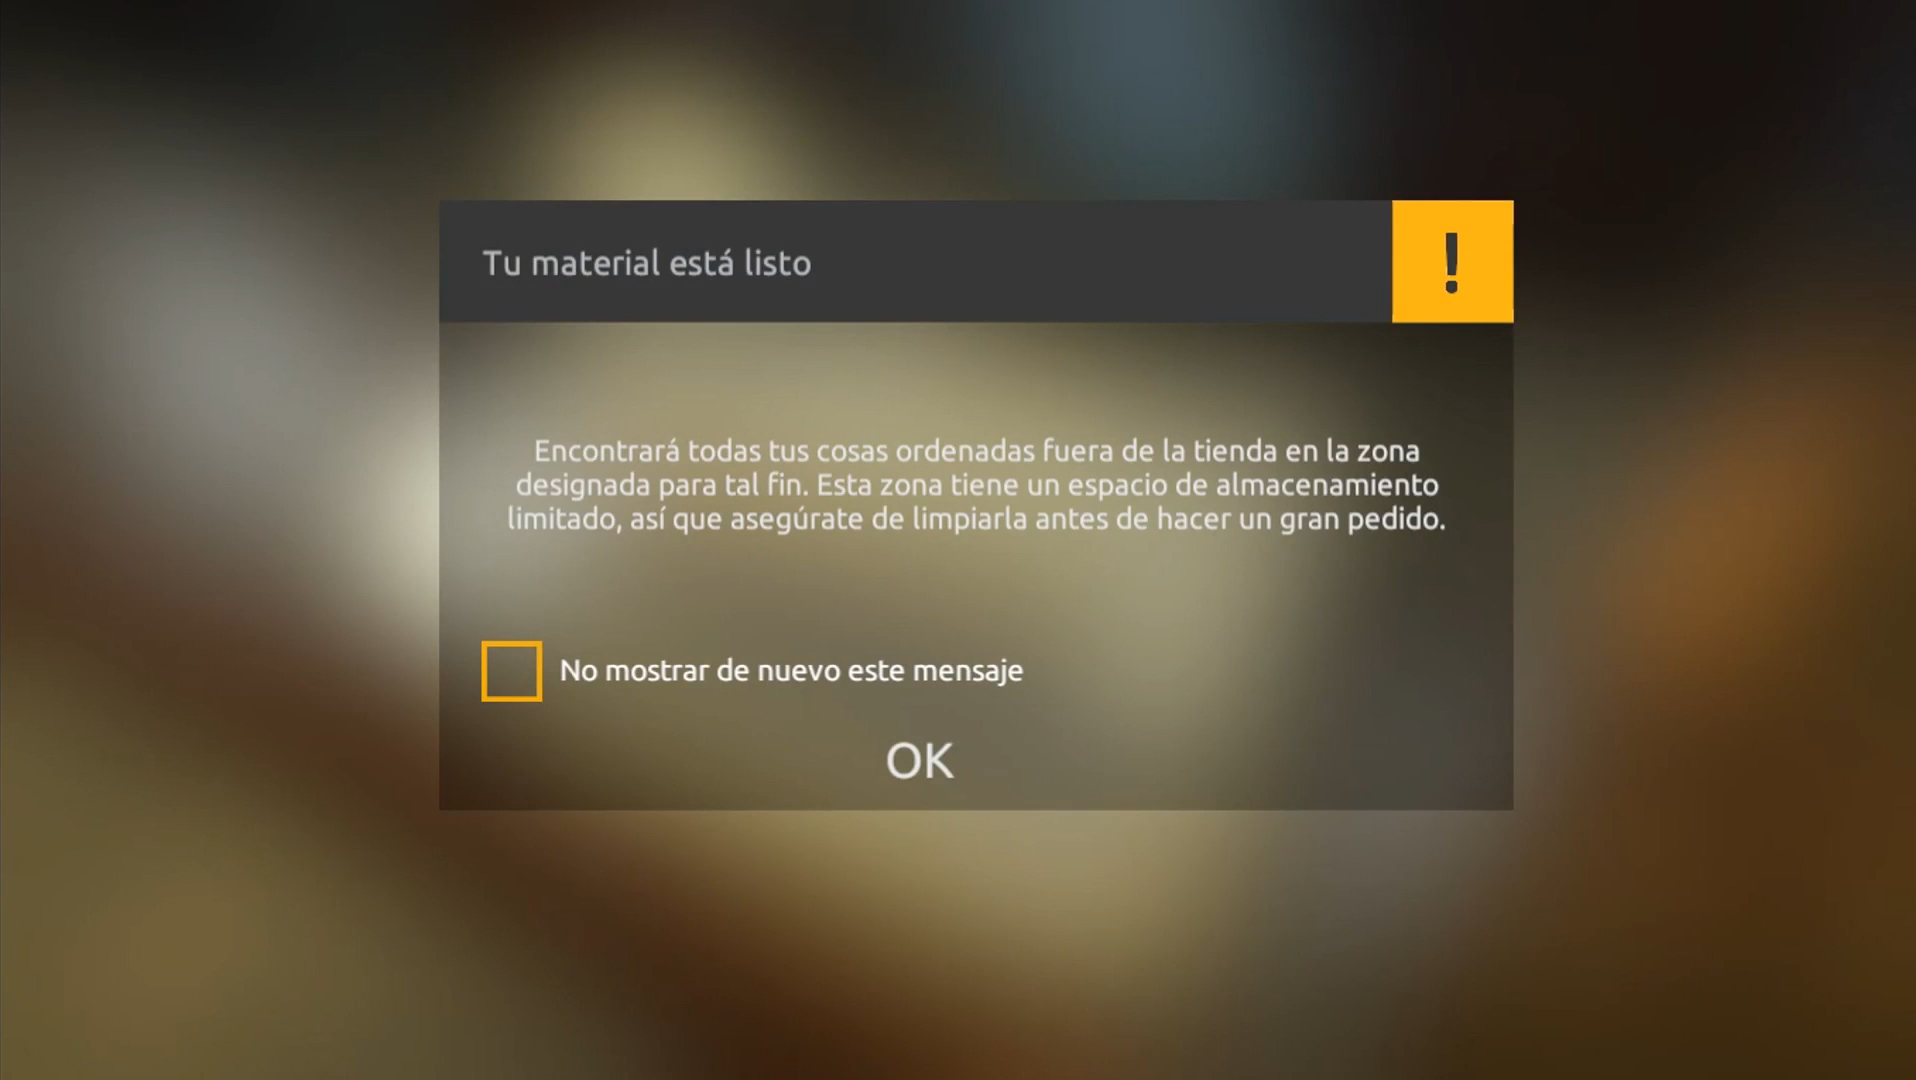 Tu material está listo
!
Encontrará todas tus cosas ordenadas fuera de la tienda en la zona
designada para tal fin. Esta zona tiene un espacio de almacenamiento
limitado, así que asegúrate de limpiarla antes de hacer un gran pedido.
No mostrar de nuevo este mensaje
OK